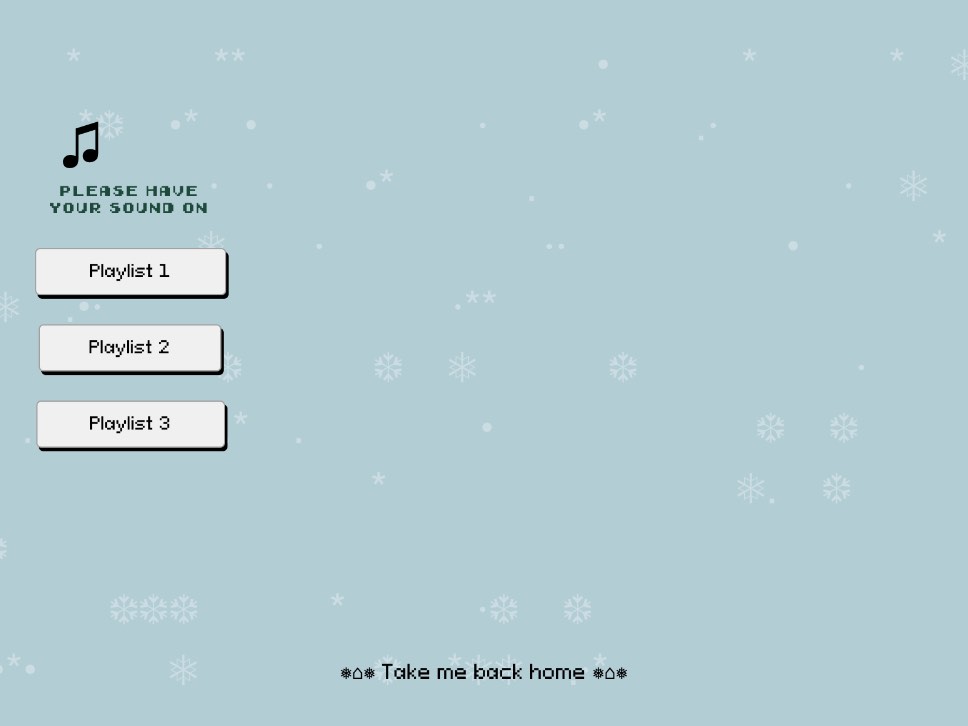 PLEASE HAVE
YOUR SOUND ON
Playlist 1
Playlist 2
Playlist 3
❅⌂❅ Take me back home ❅⌂❅